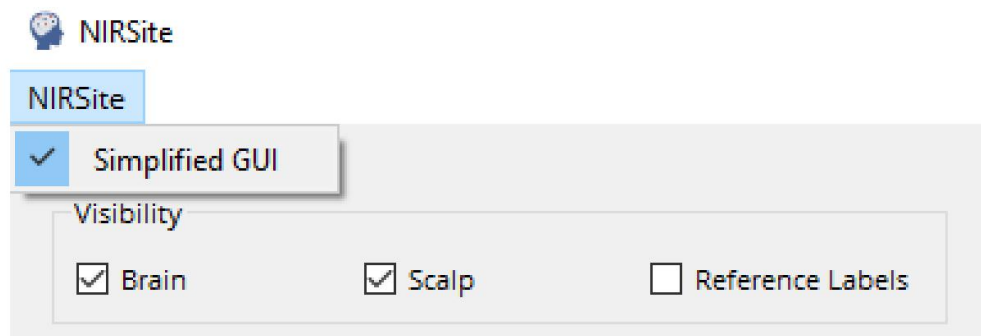 NIRSite
NIRSite
Simplified GUI
Visibility
Brain Scalp Reference Labels